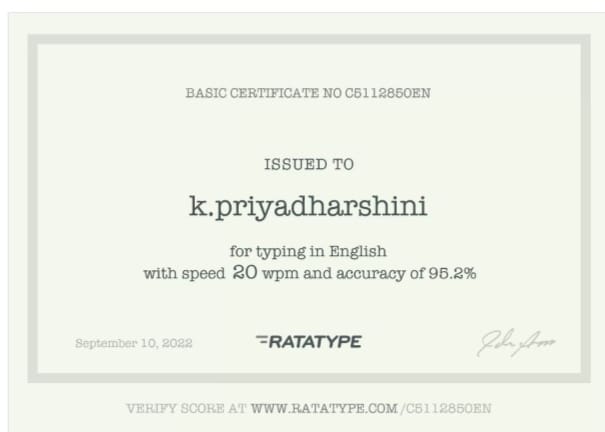 BASIC CERTIFICATE NO C5112850EN
ISSUED TO
k.priyadharshini
for typing in English
with speed 20 wpm and accuracy of 95.2%
September 10, 2022
RATATYPE
VERIFY SCORE AT WWW.RATATYPE.COM/C5112850EN